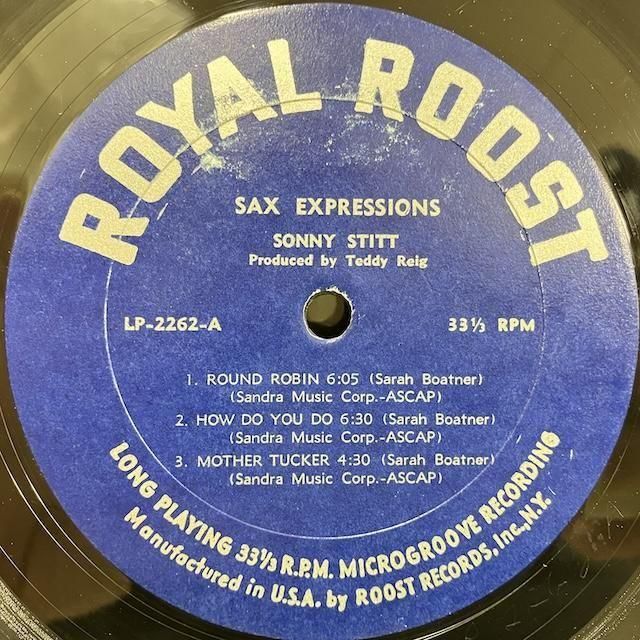 ROYAL ROOST
SAX EXPRESSIONS
SONNY STITT
Produced by Teddy Reig
LP-2262-A
33⅓ RPM
1. ROUND ROBIN 6:05 (Sarah Boatner)
(Sandra Music Corp.-ASCAP)
2. HOW DO YOU DO 6:30 (Sarah Boatner)
(Sandra Music Corp.-ASCAP)
3. MOTHER TUCKER 4:30 (Sarah Boatner)
(Sandra Music Corp.-ASCAP)
LONG PLAYING 33⅓ R.P.M. MICROGROOVE RECORDING
Manufactured in U.S.A. by ROOST RECORDS, Inc., N.Y.